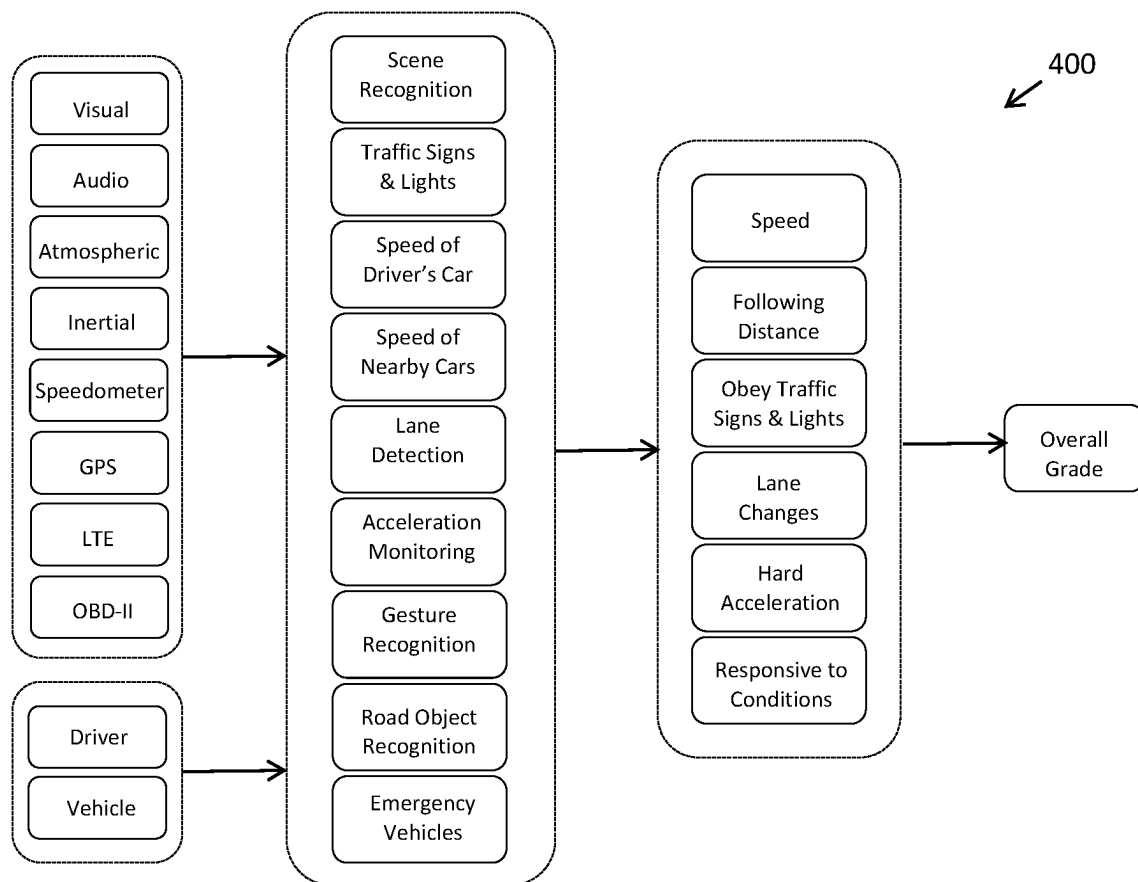 400
Visual
Audio
Atmospheric
Inertial
Speedometer
GPS
LTE
OBD-II
Driver
Vehicle
Scene
Recognition
Traffic Signs
& Lights
Speed of
Driver’s Car
Speed of
Nearby Cars
Lane
Detection
Acceleration
Monitoring
Gesture
Recognition
Road Object
Recognition
Emergency
Vehicles
Speed
Following
Distance
Obey Traffic
Signs & Lights
Lane
Changes
Hard
Acceleration
Responsive to
Conditions
Overall
Grade